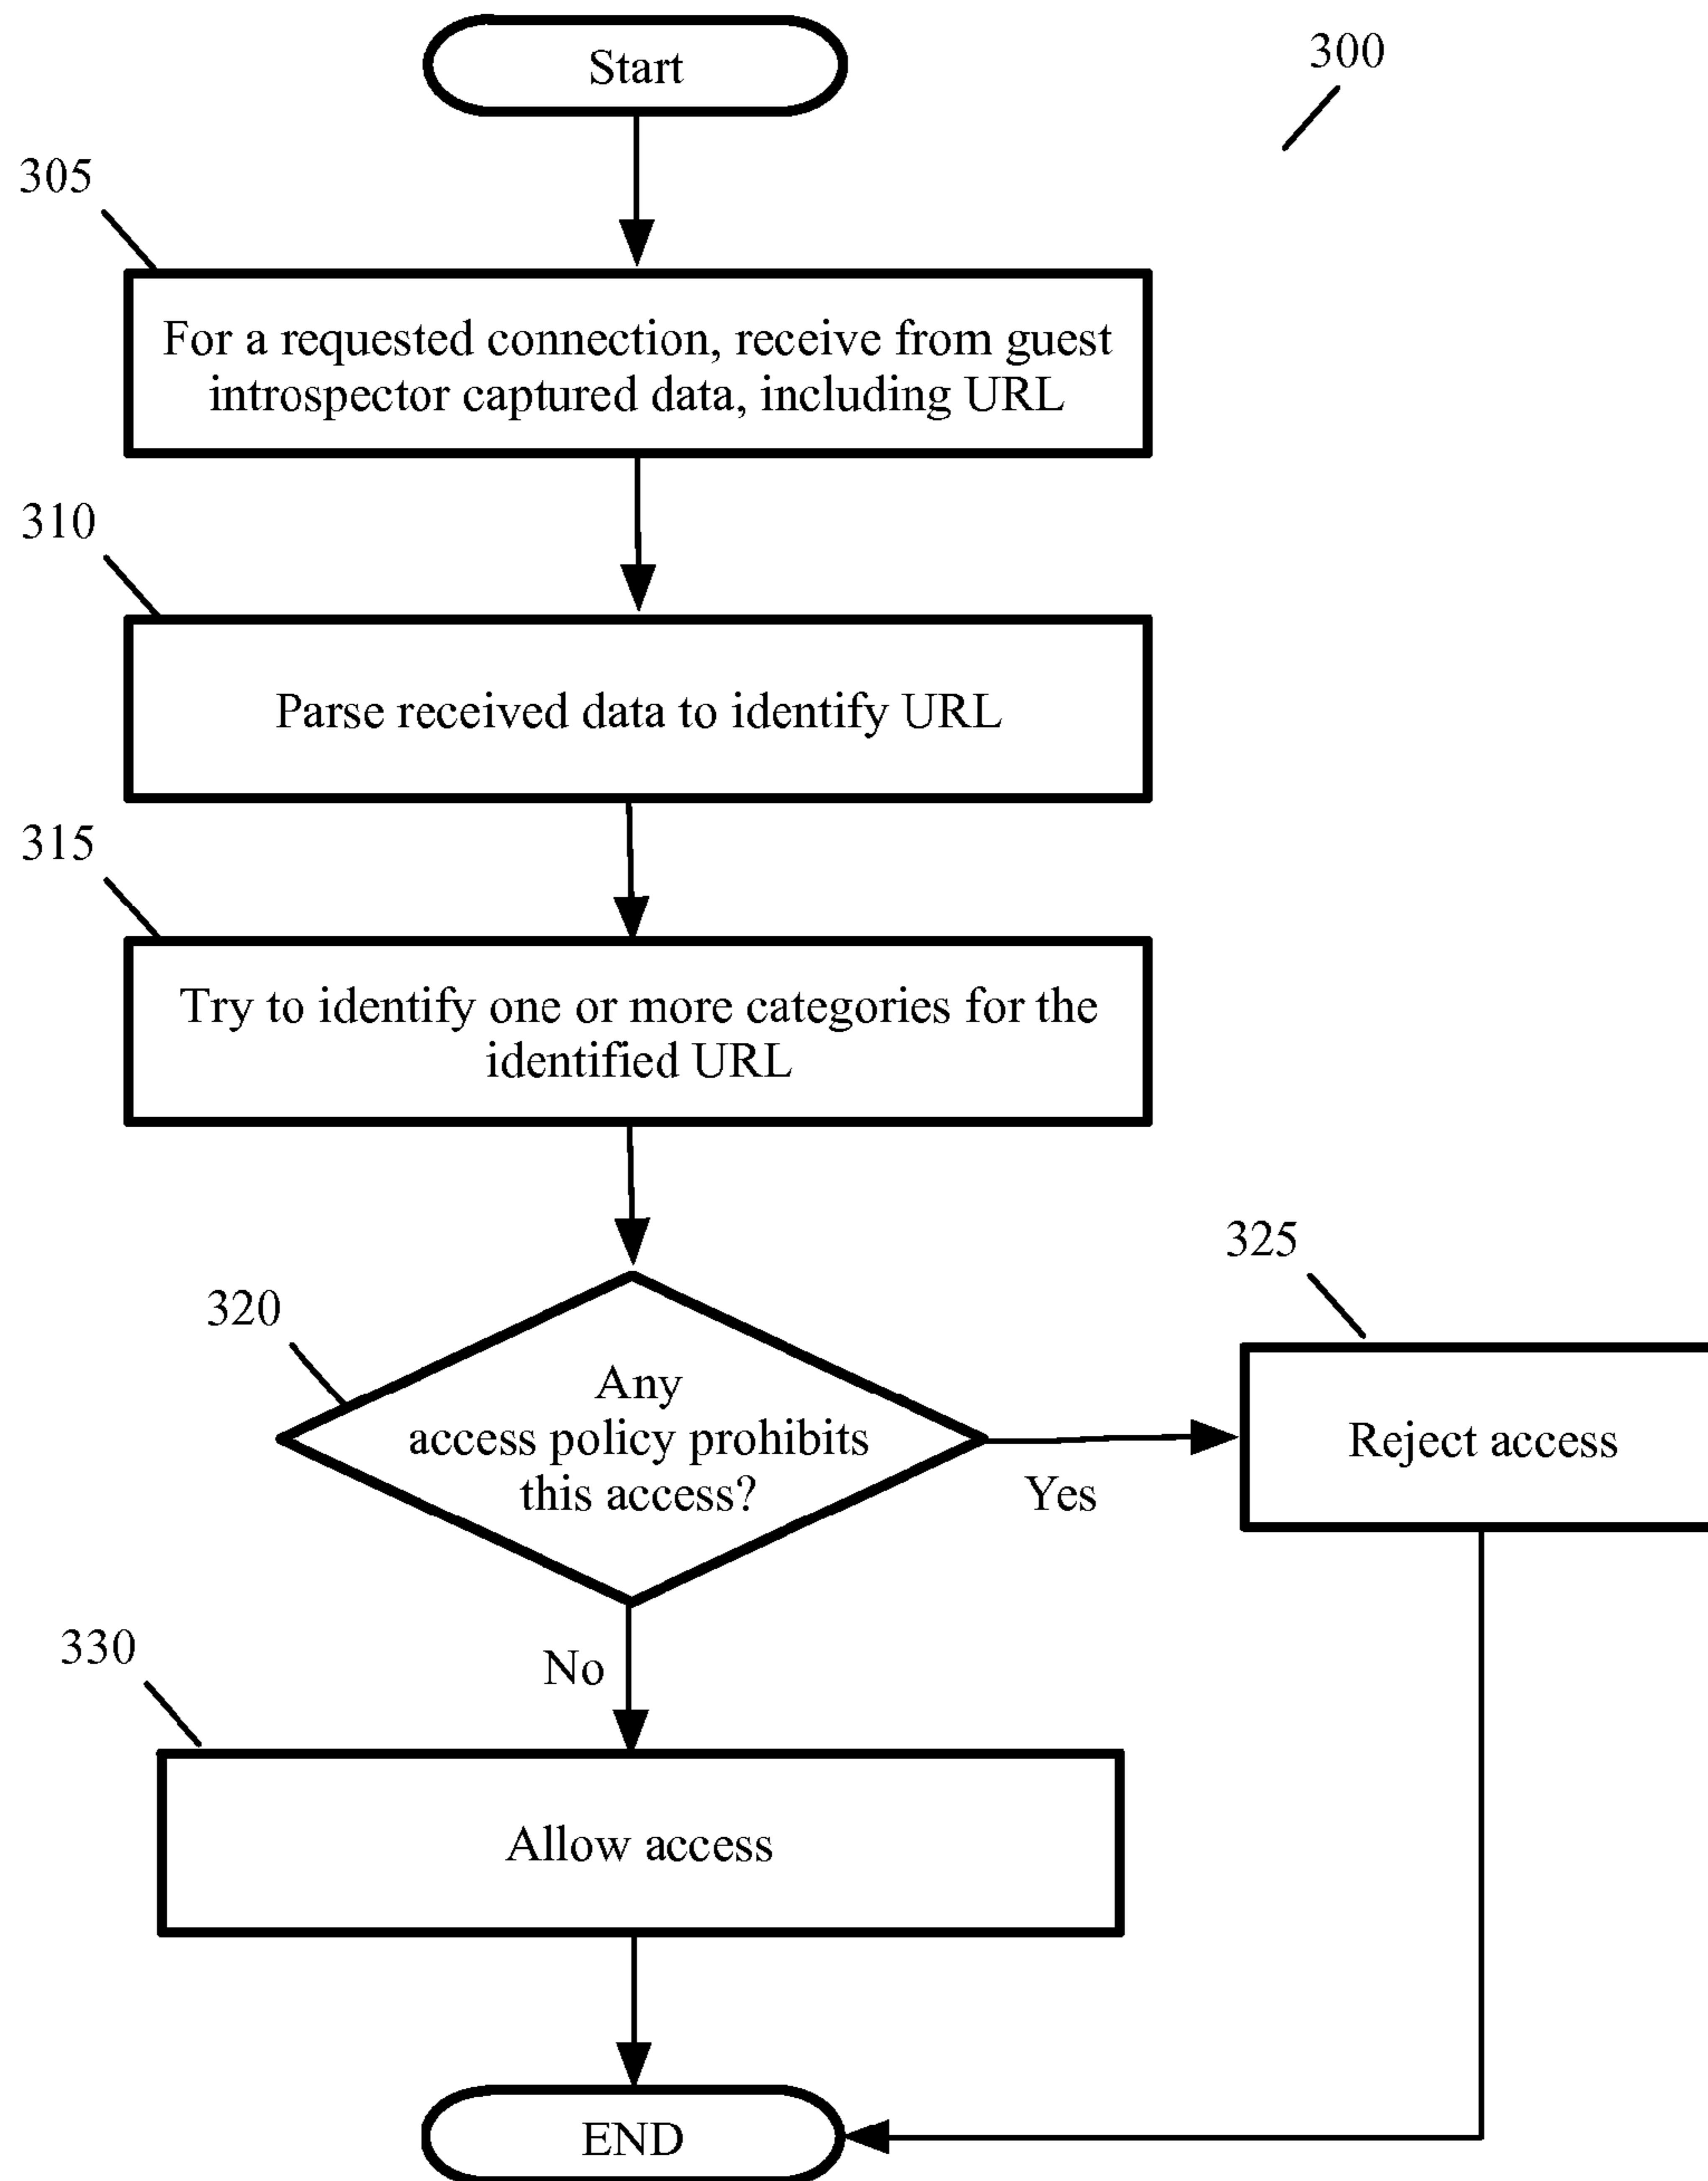 Start
300
305
For a requested connection, receive from guest
introspector captured data, including URL
310
Parse received data to identify URL
315
Try to identify one or more categories for the
identified URL
320
Any
access policy prohibits
this access?
Yes
325
Reject access
No
330
Allow access
END